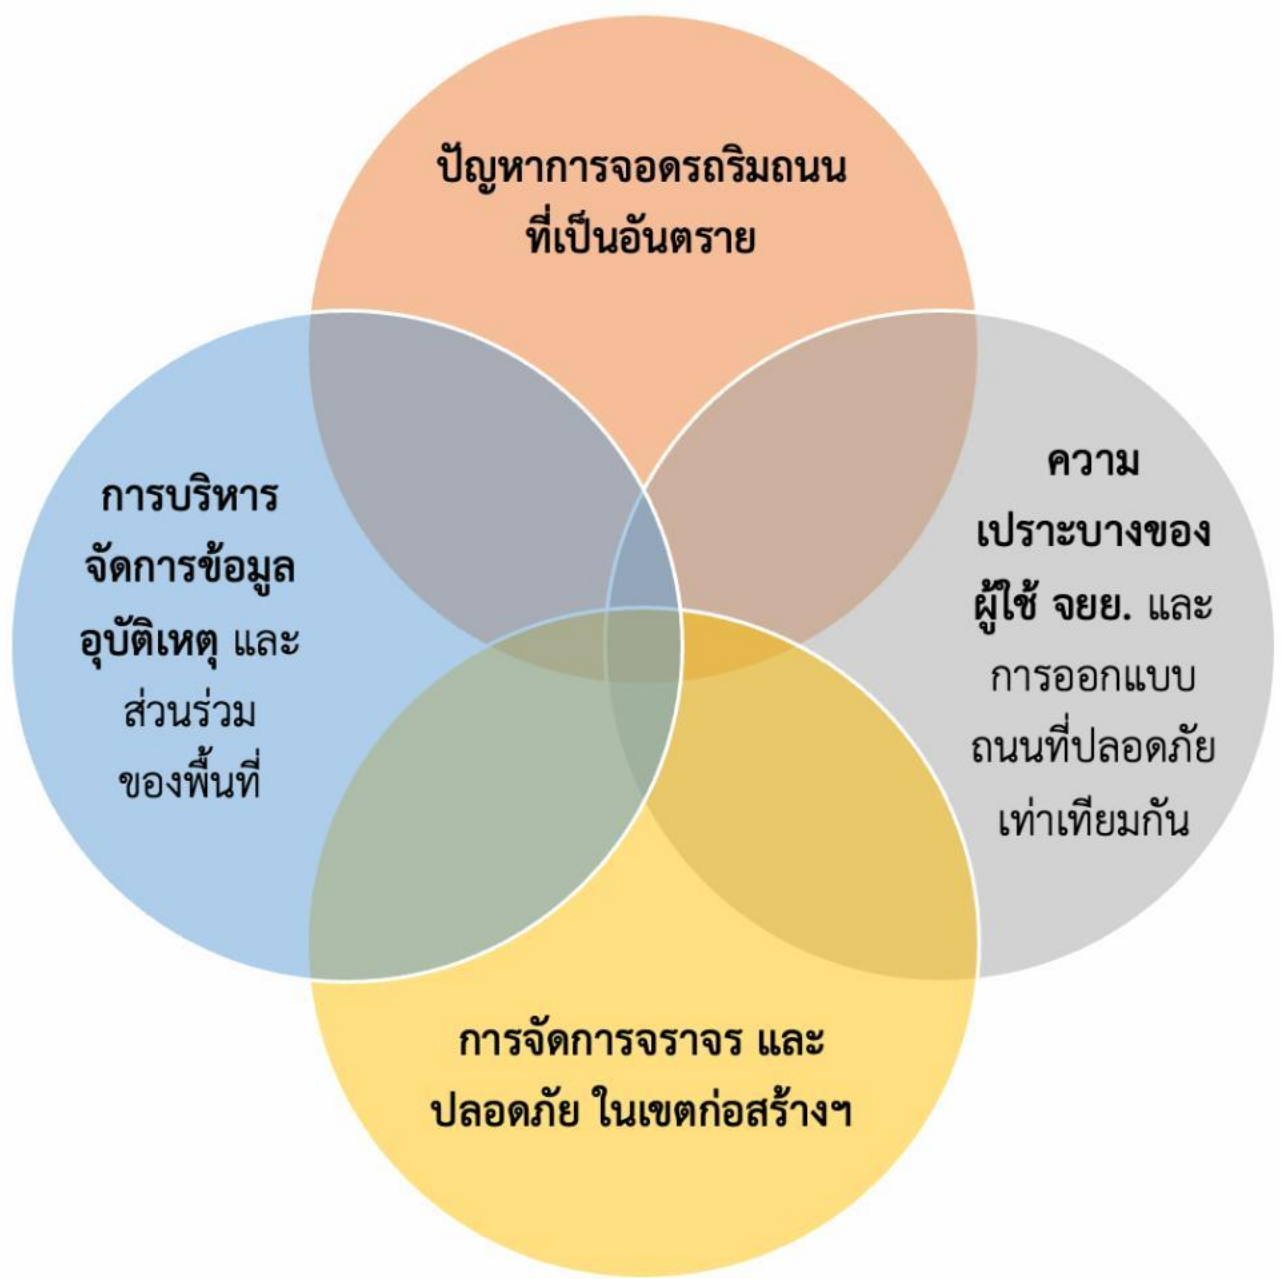 ปัญหาการจอดรถริมถนน
ที่เป็นอันตราย
การบริหาร
จัดการข้อมูล
อุบัติเหตุ และ
ส่วนร่วม
ของพื้นที่
ความ
เปราะบางของ
ผู้ใช้ จยย. และ
การออกแบบ
ถนนที่ปลอดภัย
เท่าเทียมกัน
การจัดการจราจร และ
ปลอดภัย ในเขตก่อสร้างฯ